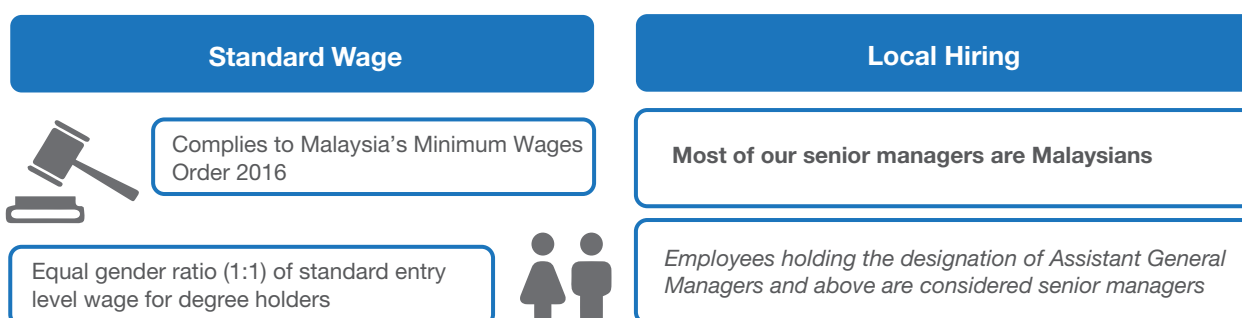 Standard Wage
Complies to Malaysia's Minimum Wages
Order 2016
Equal gender ratio (1:1) of standard entry
level wage for degree holders
Local Hiring
Most of our senior managers are Malaysians
Employees holding the designation of Assistant General
Managers and above are considered senior managers